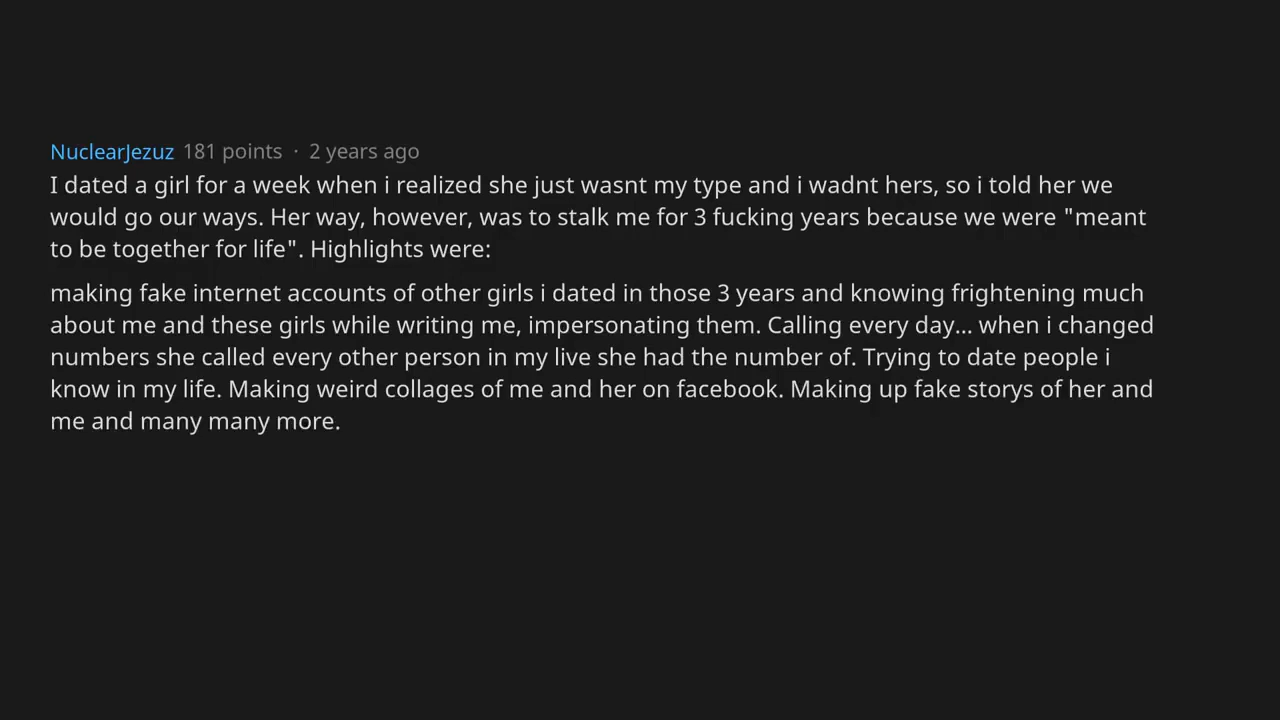 NuclearJezuz 181 points · 2 years ago
I dated a girl for a week when i realized she just wasnt my type and i wadnt hers, so i told her we
would go our ways. Her way, however, was to stalk me for 3 fucking years because we were "meant
to be together for life". Highlights were:
making fake internet accounts of other girls i dated in those 3 years and knowing frightening much
about me and these girls while writing me, impersonating them. Calling every day... when i changed
numbers she called every other person in my live she had the number of. Trying to date people i
know in my life. Making weird collages of me and her on facebook. Making up fake storys of her and
me and many many more.